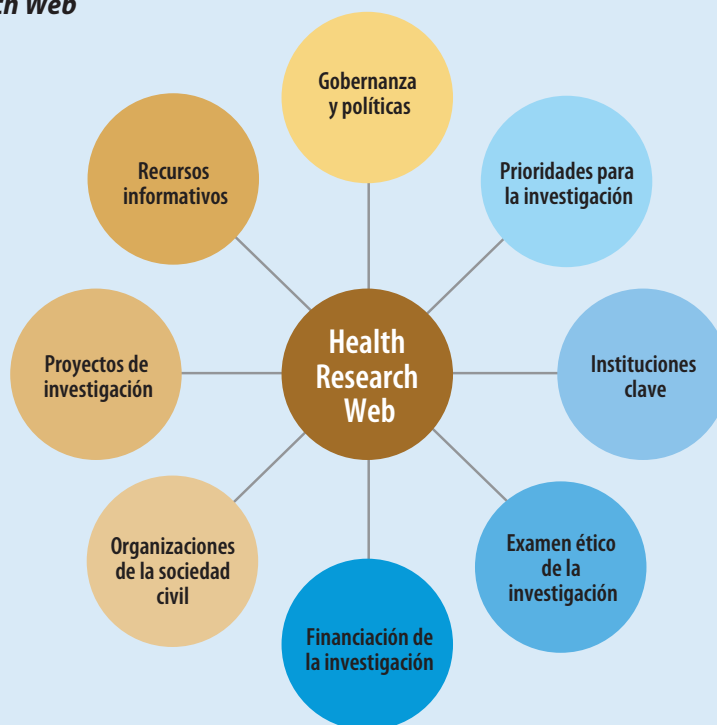 Web
Gobernanza
y políticas
Recursos
informativos
Prioridades para
la investigación
Health
Research
Web
Proyectos de
investigación
Instituciones
clave
Organizaciones
de la sociedad
civil
Examen ético
de la
investigación
Financiación de
la investigación